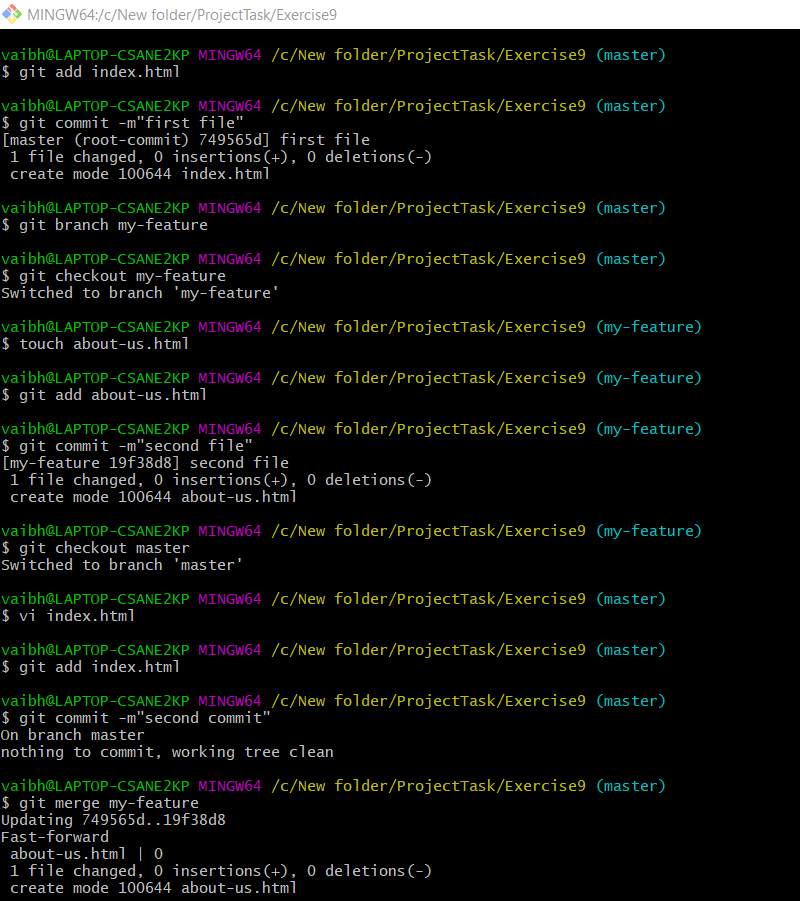 MINGW64:/c/New folder/ProjectTask/Exercise9
vaibh@LAPTOP-CSANE2KP MINGW64 /c/New folder/ProjectTask/Exercise9 (master)
$ git add index.html
vaibh@LAPTOP-CSANE2KP MINGW64 /c/New folder/ProjectTask/Exercise9 (master)
$ git commit -m"first file"
[master (root-commit) 749565d] first file
 1 file changed, 0 insertions(+), 0 deletions(-)
 create mode 100644 index.html
vaibh@LAPTOP-CSANE2KP MINGW64 /c/New folder/ProjectTask/Exercise9 (master)
$ git branch my-feature
vaibh@LAPTOP-CSANE2KP MINGW64 /c/New folder/ProjectTask/Exercise9 (master)
$ git checkout my-feature
Switched to branch 'my-feature'
vaibh@LAPTOP-CSANE2KP MINGW64 /c/New folder/ProjectTask/Exercise9 (my-feature)
$ touch about-us.html
vaibh@LAPTOP-CSANE2KP MINGW64 /c/New folder/ProjectTask/Exercise9 (my-feature)
$ git add about-us.html
vaibh@LAPTOP-CSANE2KP MINGW64 /c/New folder/ProjectTask/Exercise9 (my-feature)
$ git commit -m"second file"
[my-feature 19f38d8] second file
 1 file changed, 0 insertions(+), 0 deletions(-)
 create mode 100644 about-us.html
vaibh@LAPTOP-CSANE2KP MINGW64 /c/New folder/ProjectTask/Exercise9 (my-feature)
$ git checkout master
Switched to branch 'master'
vaibh@LAPTOP-CSANE2KP MINGW64 /c/New folder/ProjectTask/Exercise9 (master)
$ vi index.html
vaibh@LAPTOP-CSANE2KP MINGW64 /c/New folder/ProjectTask/Exercise9 (master)
$ git add index.html
vaibh@LAPTOP-CSANE2KP MINGW64 /c/New folder/ProjectTask/Exercise9 (master)
$ git commit -m"second commit"
On branch master
nothing to commit, working tree clean
vaibh@LAPTOP-CSANE2KP MINGW64 /c/New folder/ProjectTask/Exercise9 (master)
$ git merge my-feature
Updating 749565d..19f38d8
Fast-forward
 about-us.html | 0
 1 file changed, 0 insertions(+), 0 deletions(-)
 create mode 100644 about-us.html